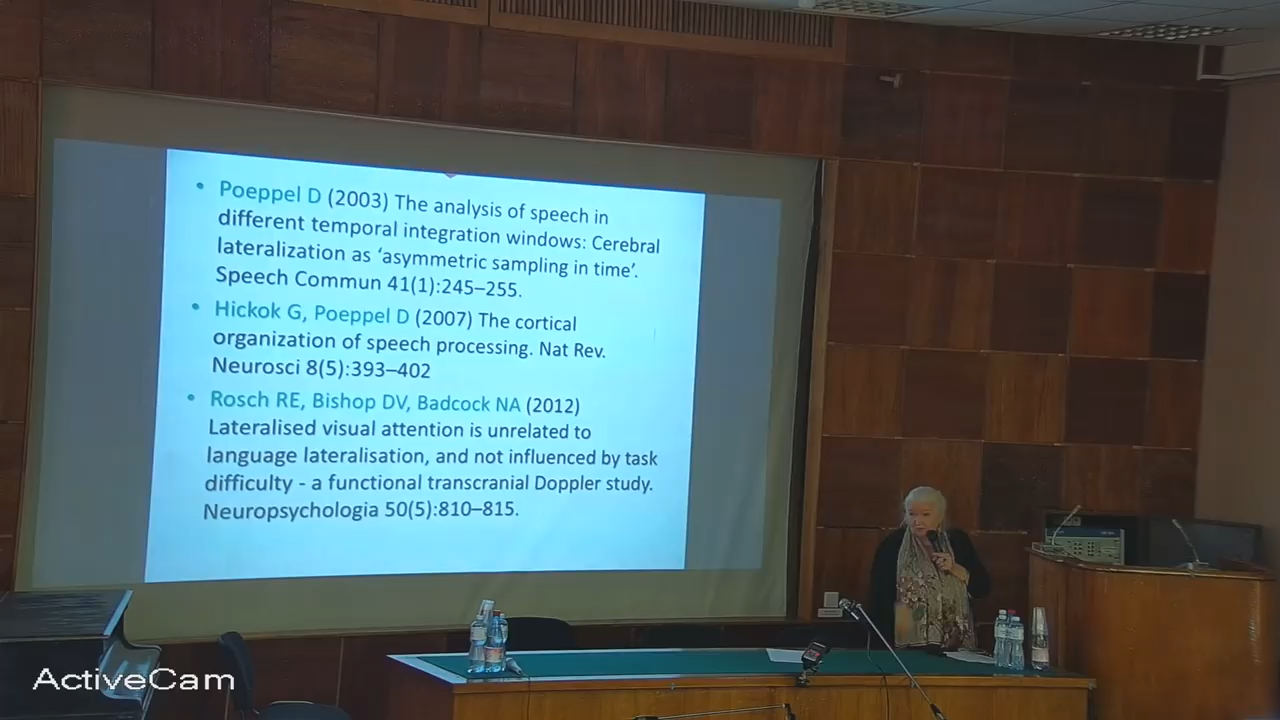 • Poeppel D (2003) The analysis of speech in
different temporal integration windows: Cerebral
lateralization as ‘asymmetric sampling in time’.
Speech Commun 41(1):245–255.
• Hickok G, Poeppel D (2007) The cortical
organization of speech processing. Nat Rev.
Neurosci 8(5):393–402
• Rosch RE, Bishop DV, Badcock NA (2012)
Lateralised visual attention is unrelated to
language lateralisation, and not influenced by task
difficulty - a functional transcranial Doppler study.
Neuropsychologia 50(5):810–815.
ActiveCam